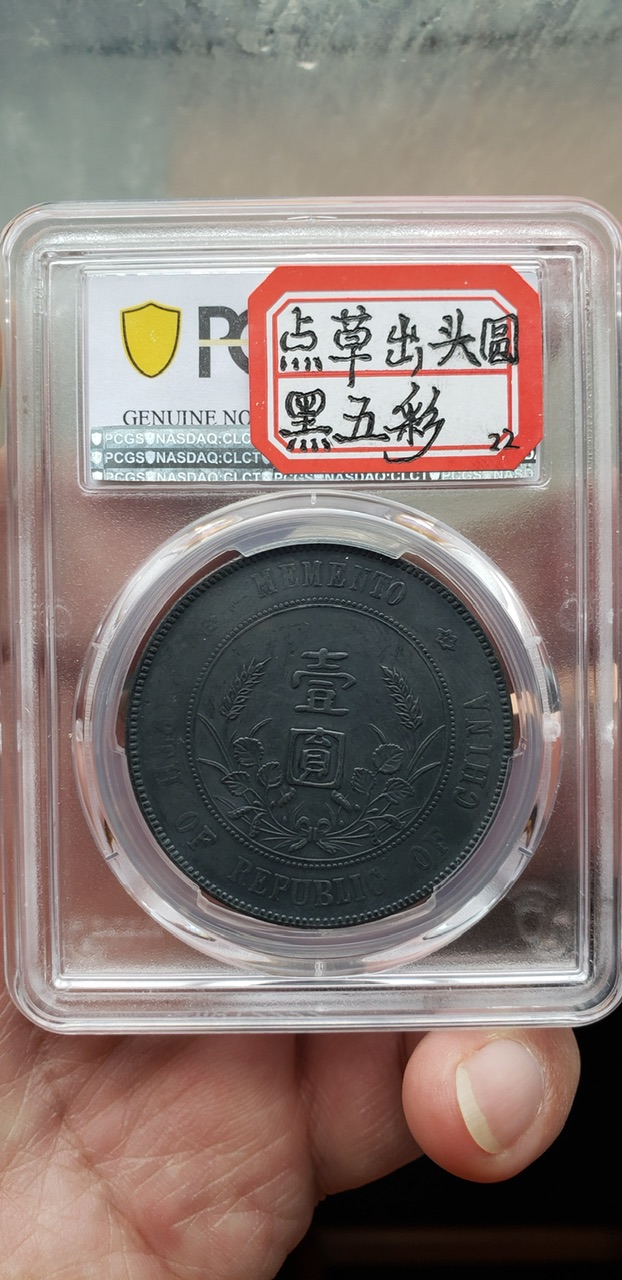 PC
点草出头圆
黑五彩
22
GENUINE NO
PCGS NASDAQ:CLCT
PCGS NASDAQ:CLCT
PCGS NASDAQ:CLCT PCGS NASDAQ:CLCT PCGS NASD
MEMENTO
壹
圓
CHINA
OF REPUBLIC OF